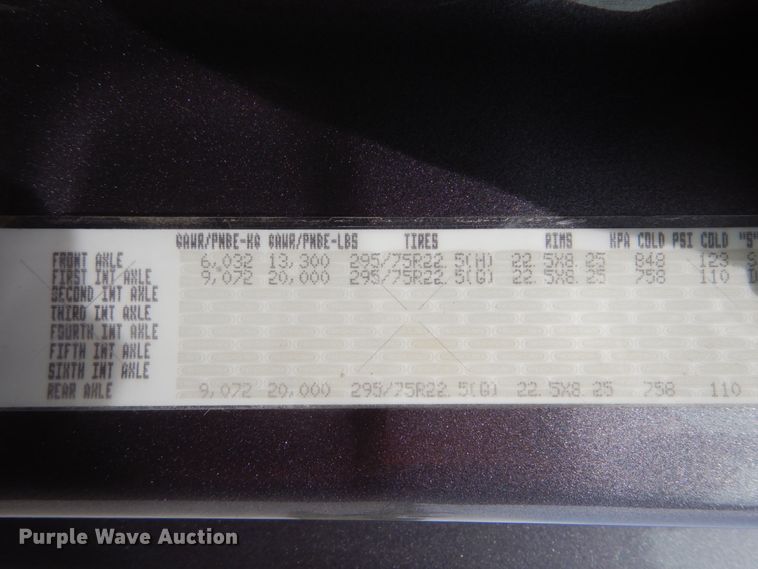 GAWR/PNBE-KG GAWR/PNBE-LBS TIRES RIMS KPA COLD PSI COLD "S"
FRONT AXLE 6,032 13,300 295/75R22.5(H) 22.5X8.25 848 123 S
FIRST INT AXLE 9,072 20,000 295/75R22.5(G) 22.5X8.25 758 110 D
SECOND INT AXLE
THIRD INT AXLE
FOURTH INT AXLE
FIFTH INT AXLE
SIXTH INT AXLE
REAR AXLE 9,072 20,000 295/75R22.5(G) 22.5X8.25 758 110
Purple Wave Auction